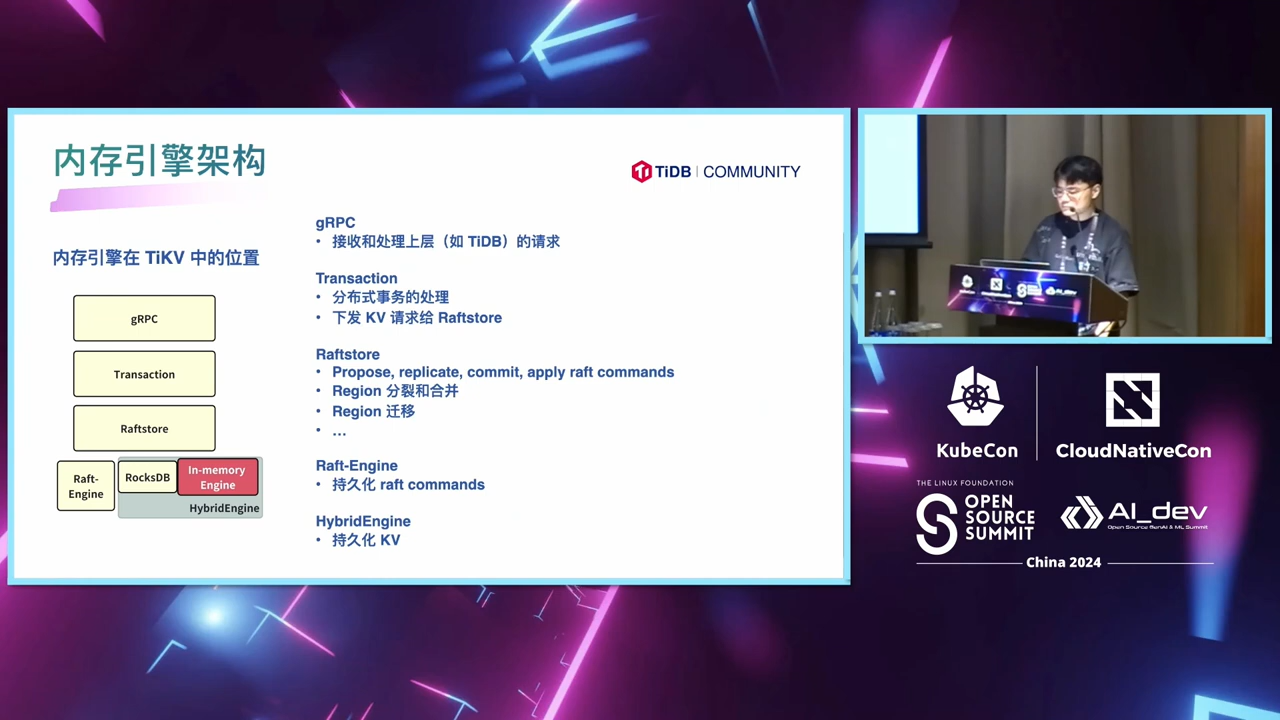 内存引擎架构
TiDB COMMUNITY
内存引擎在 TiKV 中的位置
gRPC
Transaction
Raftstore
Raft-
Engine
RocksDB
In-memory
Engine
HybridEngine
gRPC
• 接收和处理上层（如 TiDB）的请求
Transaction
• 分布式事务的处理
• 下发 KV 请求给 Raftstore
Raftstore
• Propose, replicate, commit, apply raft commands
• Region 分裂和合并
• Region 迁移
• ...
Raft-Engine
• 持久化 raft commands
HybridEngine
• 持久化 KV
KubeCon
CloudNativeCon
THE LINUX FOUNDATION
OPEN
SOURCE
SUMMIT
AI_dev
Open Source GenAI & ML Summit
China 2024